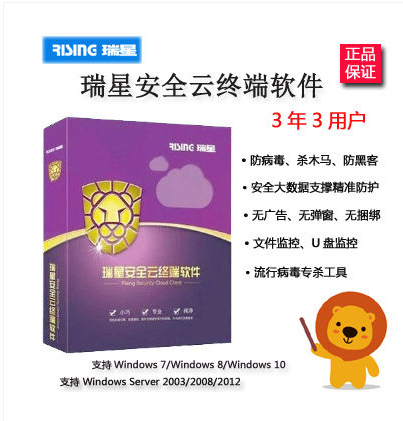 RISING 瑞星
正品
保证
瑞星安全云终端软件
3年3用户
RISING 瑞星
• 防病毒、杀木马、防黑客
• 安全大数据支撑精准防护
• 无广告、无弹窗、无捆绑
• 文件监控、U盘监控
• 流行病毒专杀工具
瑞星安全云终端软件
Rising Security Cloud Client
小巧
专业
纯净
支持 Windows 7/Windows 8/Windows 10
支持 Windows Server 2003/2008/2012